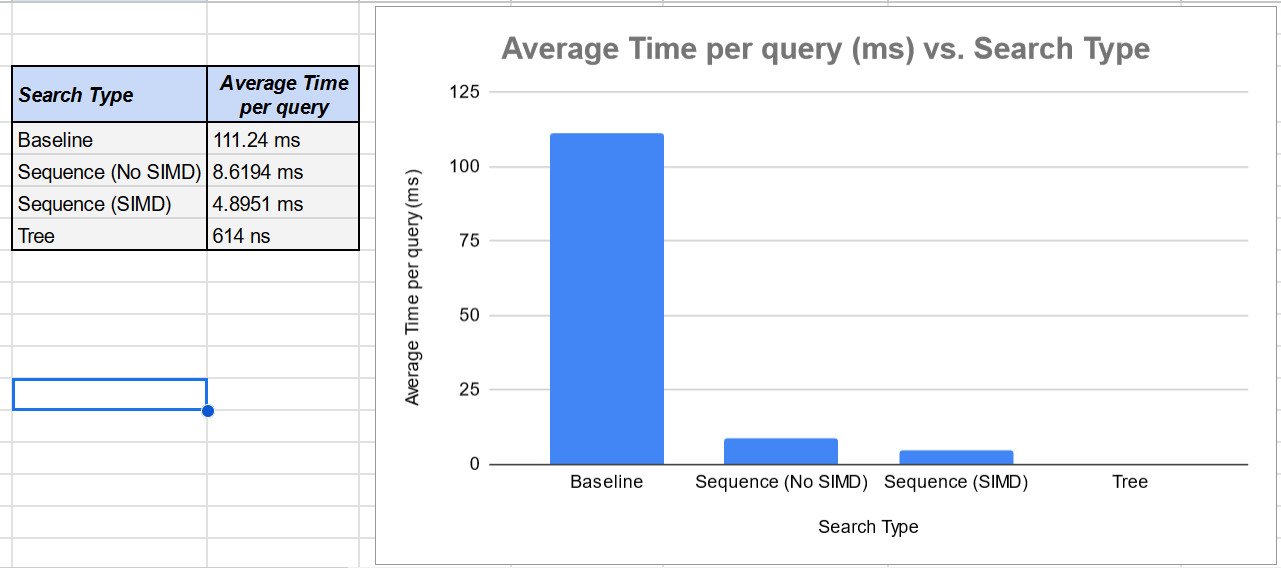 Search Type Average Time
per query
Baseline 111.24 ms
Sequence (No SIMD) 8.6194 ms
Sequence (SIMD) 4.8951 ms
Tree 614 ns
Average Time per query (ms) vs. Search Type
Average Time per query (ms)
125
100
75
50
25
0
Baseline Sequence (No SIMD) Sequence (SIMD) Tree
Search Type